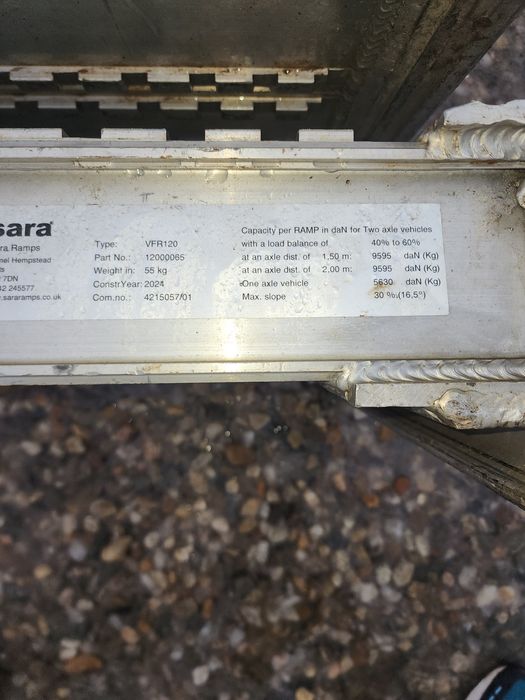 sara®
ra Ramps
mel Hempstead
ts
7DN
42 245577
.sararamps.co.uk
Type: VFR120
Part No.: 12000065
Weight in: 55 kg
Constr.Year: 2024
Com.no.: 4215057/01
Capacity per RAMP in daN for Two axle vehicles
with a load balance of 40% to 60%
at an axle dist. of 1,50 m: 9595 daN (Kg)
at an axle dist. of 2,00 m: 9595 daN (Kg)
One axle vehicle 5630 daN (Kg)
Max. slope 30 %,(16,5°)